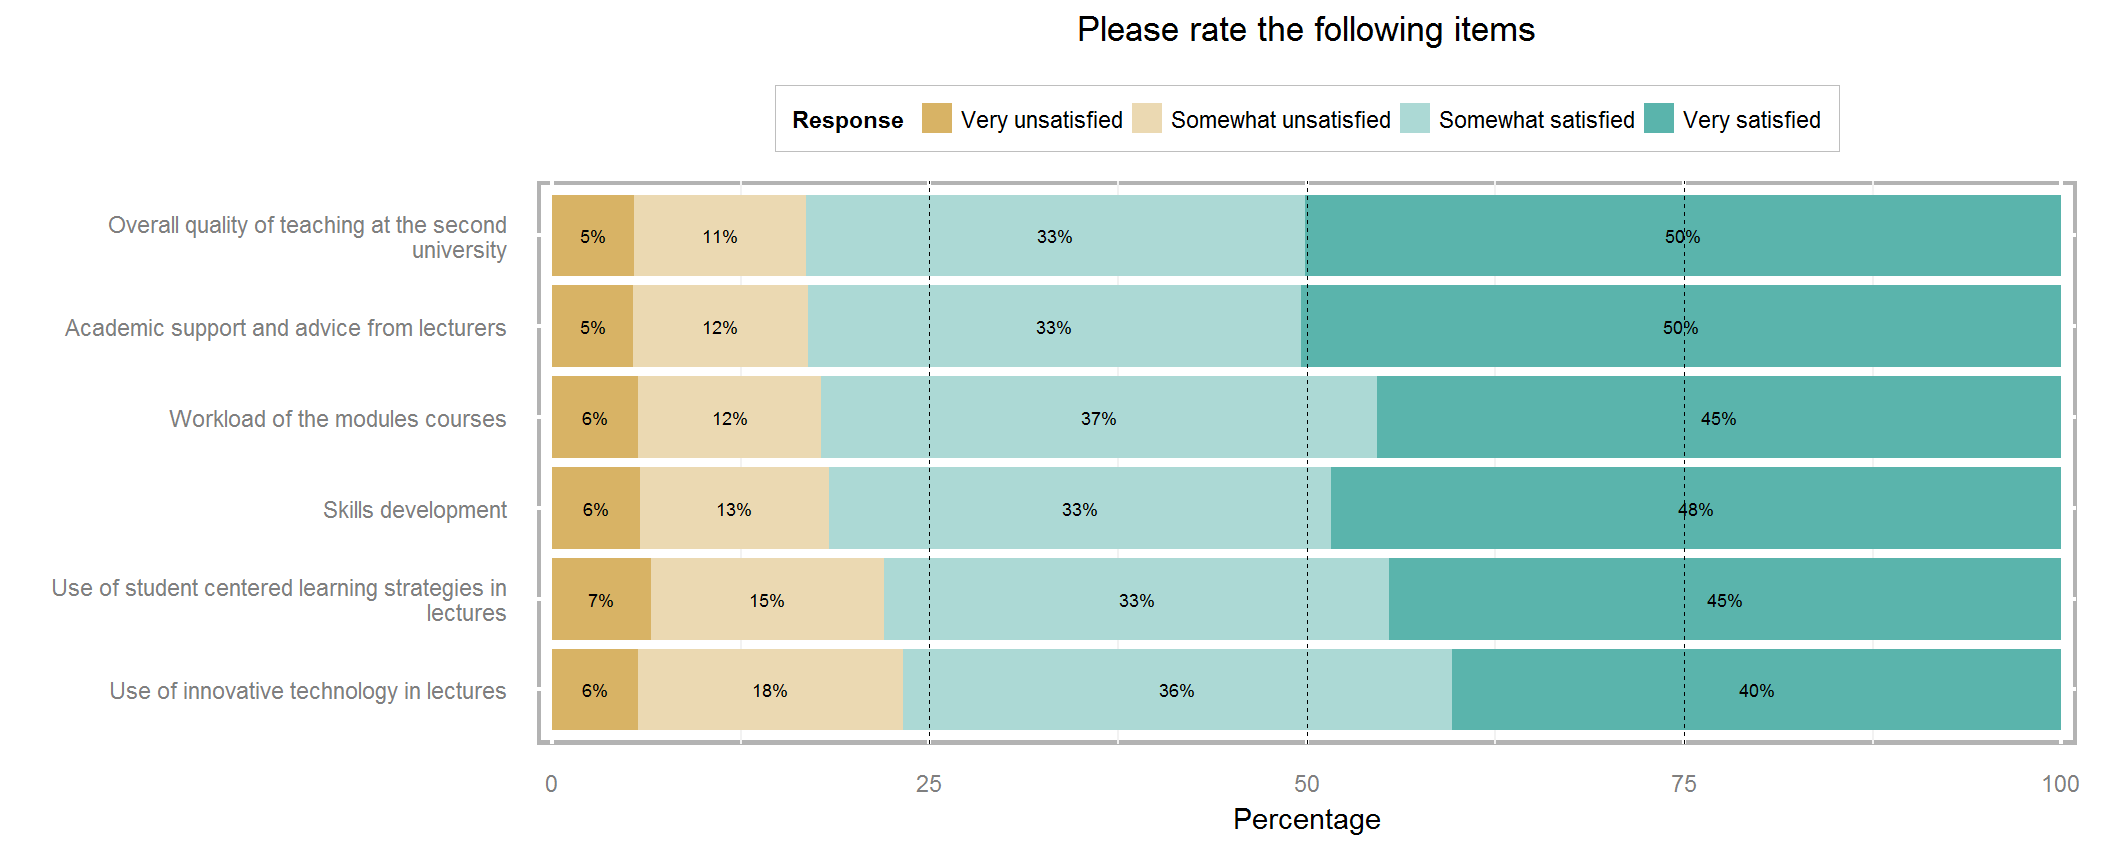 Please rate the following items
Response Very unsatisfied Somewhat unsatisfied Somewhat satisfied Very satisfied
Overall quality of teaching at the second
university
5% 11% 33% 50%
Academic support and advice from lecturers
5% 12% 33% 50%
Workload of the modules courses
6% 12% 37% 45%
Skills development
6% 13% 33% 48%
Use of student centered learning strategies in
lectures
7% 15% 33% 45%
Use of innovative technology in lectures
6% 18% 36% 40%
0 25 50 75 100
Percentage